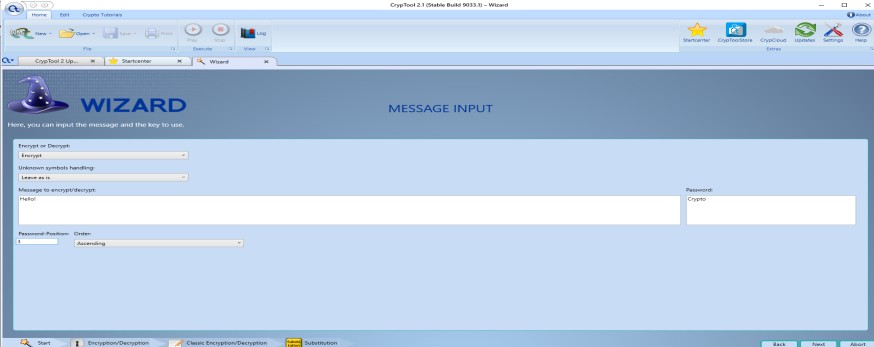 CrypTool 2.1 (Stable Build 9033.1) – Wizard
Home Edit Crypto Tutorials About
New Open Save Print Play Stop Log Startcenter CrypToolStore CrypCloud Updates Settings Help
File Execute View Extras
CrypTool 2 Up... Startcenter Wizard
WIZARD
MESSAGE INPUT
Here, you can input the message and the key to use.
Encrypt or Decrypt:
Encrypt
Unknown symbols handling:
Leave as is
Message to encrypt/decrypt: Password:
Hello! Crypto
Password-Position: Order:
Ascending
Start Encryption/Decryption Classic Encryption/Decryption Substitution
Back Next Abort